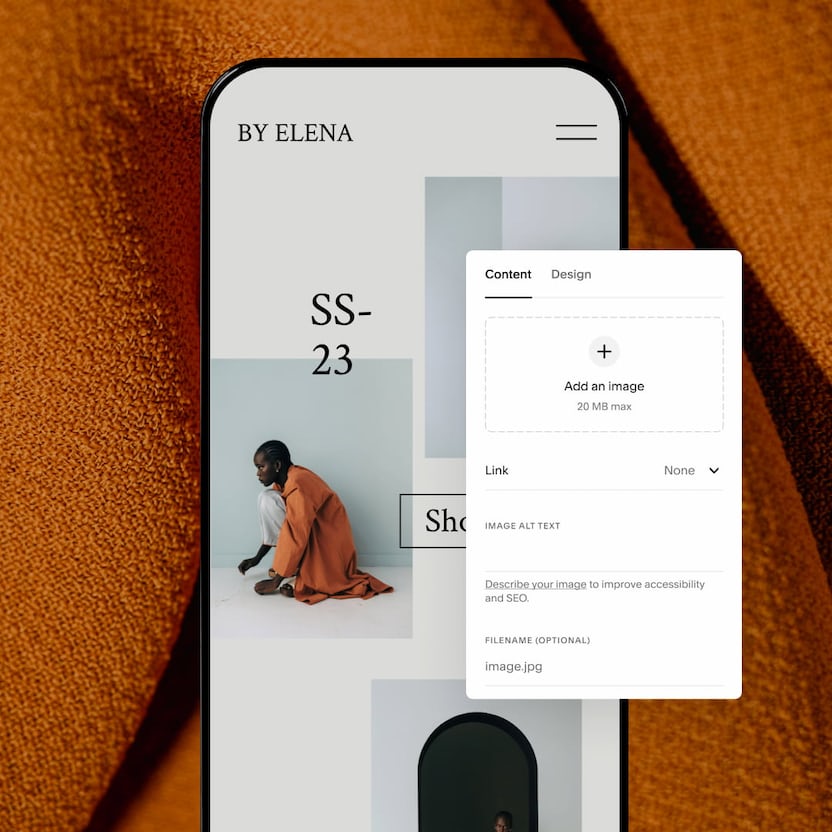 BY ELENA
SS-
23
Content Design
Add an image
20 MB max
Link None
IMAGE ALT TEXT
Describe your image to improve accessibility
and SEO.
FILENAME (OPTIONAL)
image.jpg